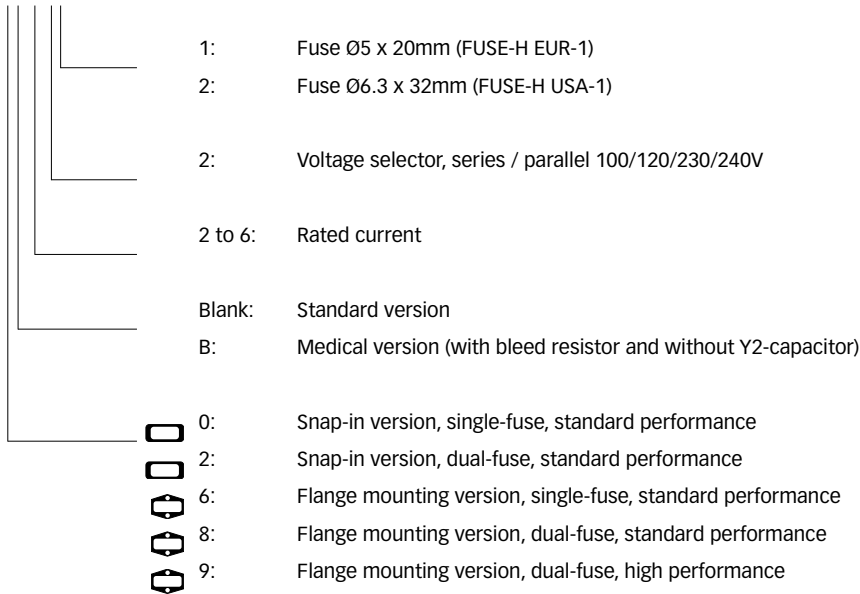 1: Fuse Ø5 x 20mm (FUSE-H EUR-1)
2: Fuse Ø6.3 x 32mm (FUSE-H USA-1)
2: Voltage selector, series / parallel 100/120/230/240V
2 to 6: Rated current
Blank: Standard version
B: Medical version (with bleed resistor and without Y2-capacitor)
0: Snap-in version, single-fuse, standard performance
2: Snap-in version, dual-fuse, standard performance
6: Flange mounting version, single-fuse, standard performance
8: Flange mounting version, dual-fuse, standard performance
9: Flange mounting version, dual-fuse, high performance